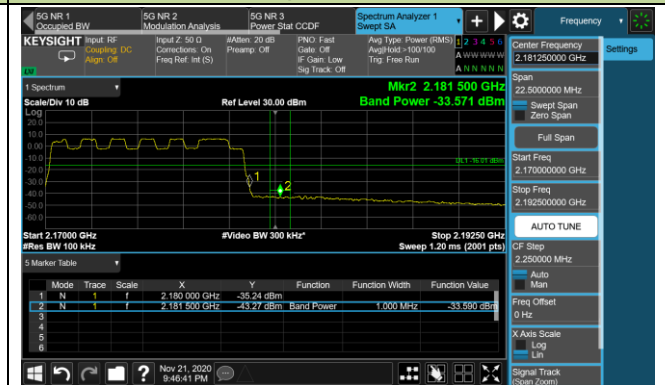 5G NR 1
Occupied BW
5G NR 2
Modulation Analysis
5G NR 3
Power Stat CCDF
Spectrum Analyzer 1
Swept SA
Frequency
KEYSIGHT
Input: RF
Coupling: DC
Align: Off
Input Z: 50 Ω
Corrections: On
Freq Ref: Int (S)
#Atten: 20 dB
Preamp: Off
PNO: Fast
Gate: Off
IF Gain: Low
Sig Track: Off
Avg Type: Power (RMS)
Avg|Hold:>100/100
Trig: Free Run
1 2 3 4 5 6
A W W W W W
A N N N N N
LV
1 Spectrum
Mkr2 2.181 500 GHz
Scale/Div 10 dB
Ref Level 30.00 dBm
Band Power -33.571 dBm
Log
20.0
10.0
0.00
-10.0
-20.0
-30.0
-40.0
-50.0
-60.0
DL1 -16.01 dBm
1
2
Start 2.17000 GHz
#Video BW 300 kHz*
Stop 2.19250 GHz
#Res BW 100 kHz
Sweep 1.20 ms (2001 pts)
5 Marker Table
Mode Trace Scale X Y Function Function Width Function Value
1 N 1 f 2.180 000 GHz -35.24 dBm
2 N 1 f 2.181 500 GHz -43.27 dBm Band Power 1.000 MHz -33.590 dBm
3
4
5
6
Nov 21, 2020
9:46:41 PM
Center Frequency
2.181250000 GHz
Settings
Span
22.5000000 MHz
Swept Span
Zero Span
Full Span
Start Freq
2.170000000 GHz
Stop Freq
2.192500000 GHz
AUTO TUNE
CF Step
2.250000 MHz
Auto
Man
Freq Offset
0 Hz
X Axis Scale
Log
Lin
Signal Track
(Span Zoom)